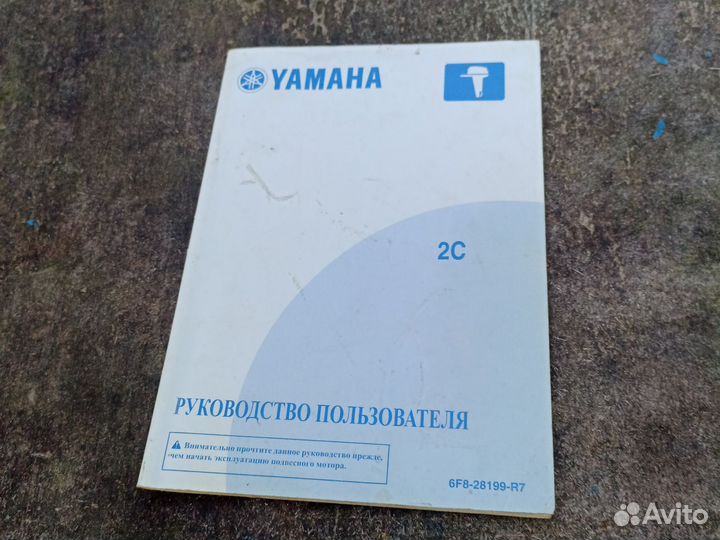 YAMAHA
2C
РУКОВОДСТВО ПОЛЬЗОВАТЕЛЯ
Внимательно прочтите данное руководство прежде,
чем начать эксплуатацию подвесного мотора.
6F8-28199-R7
Avito